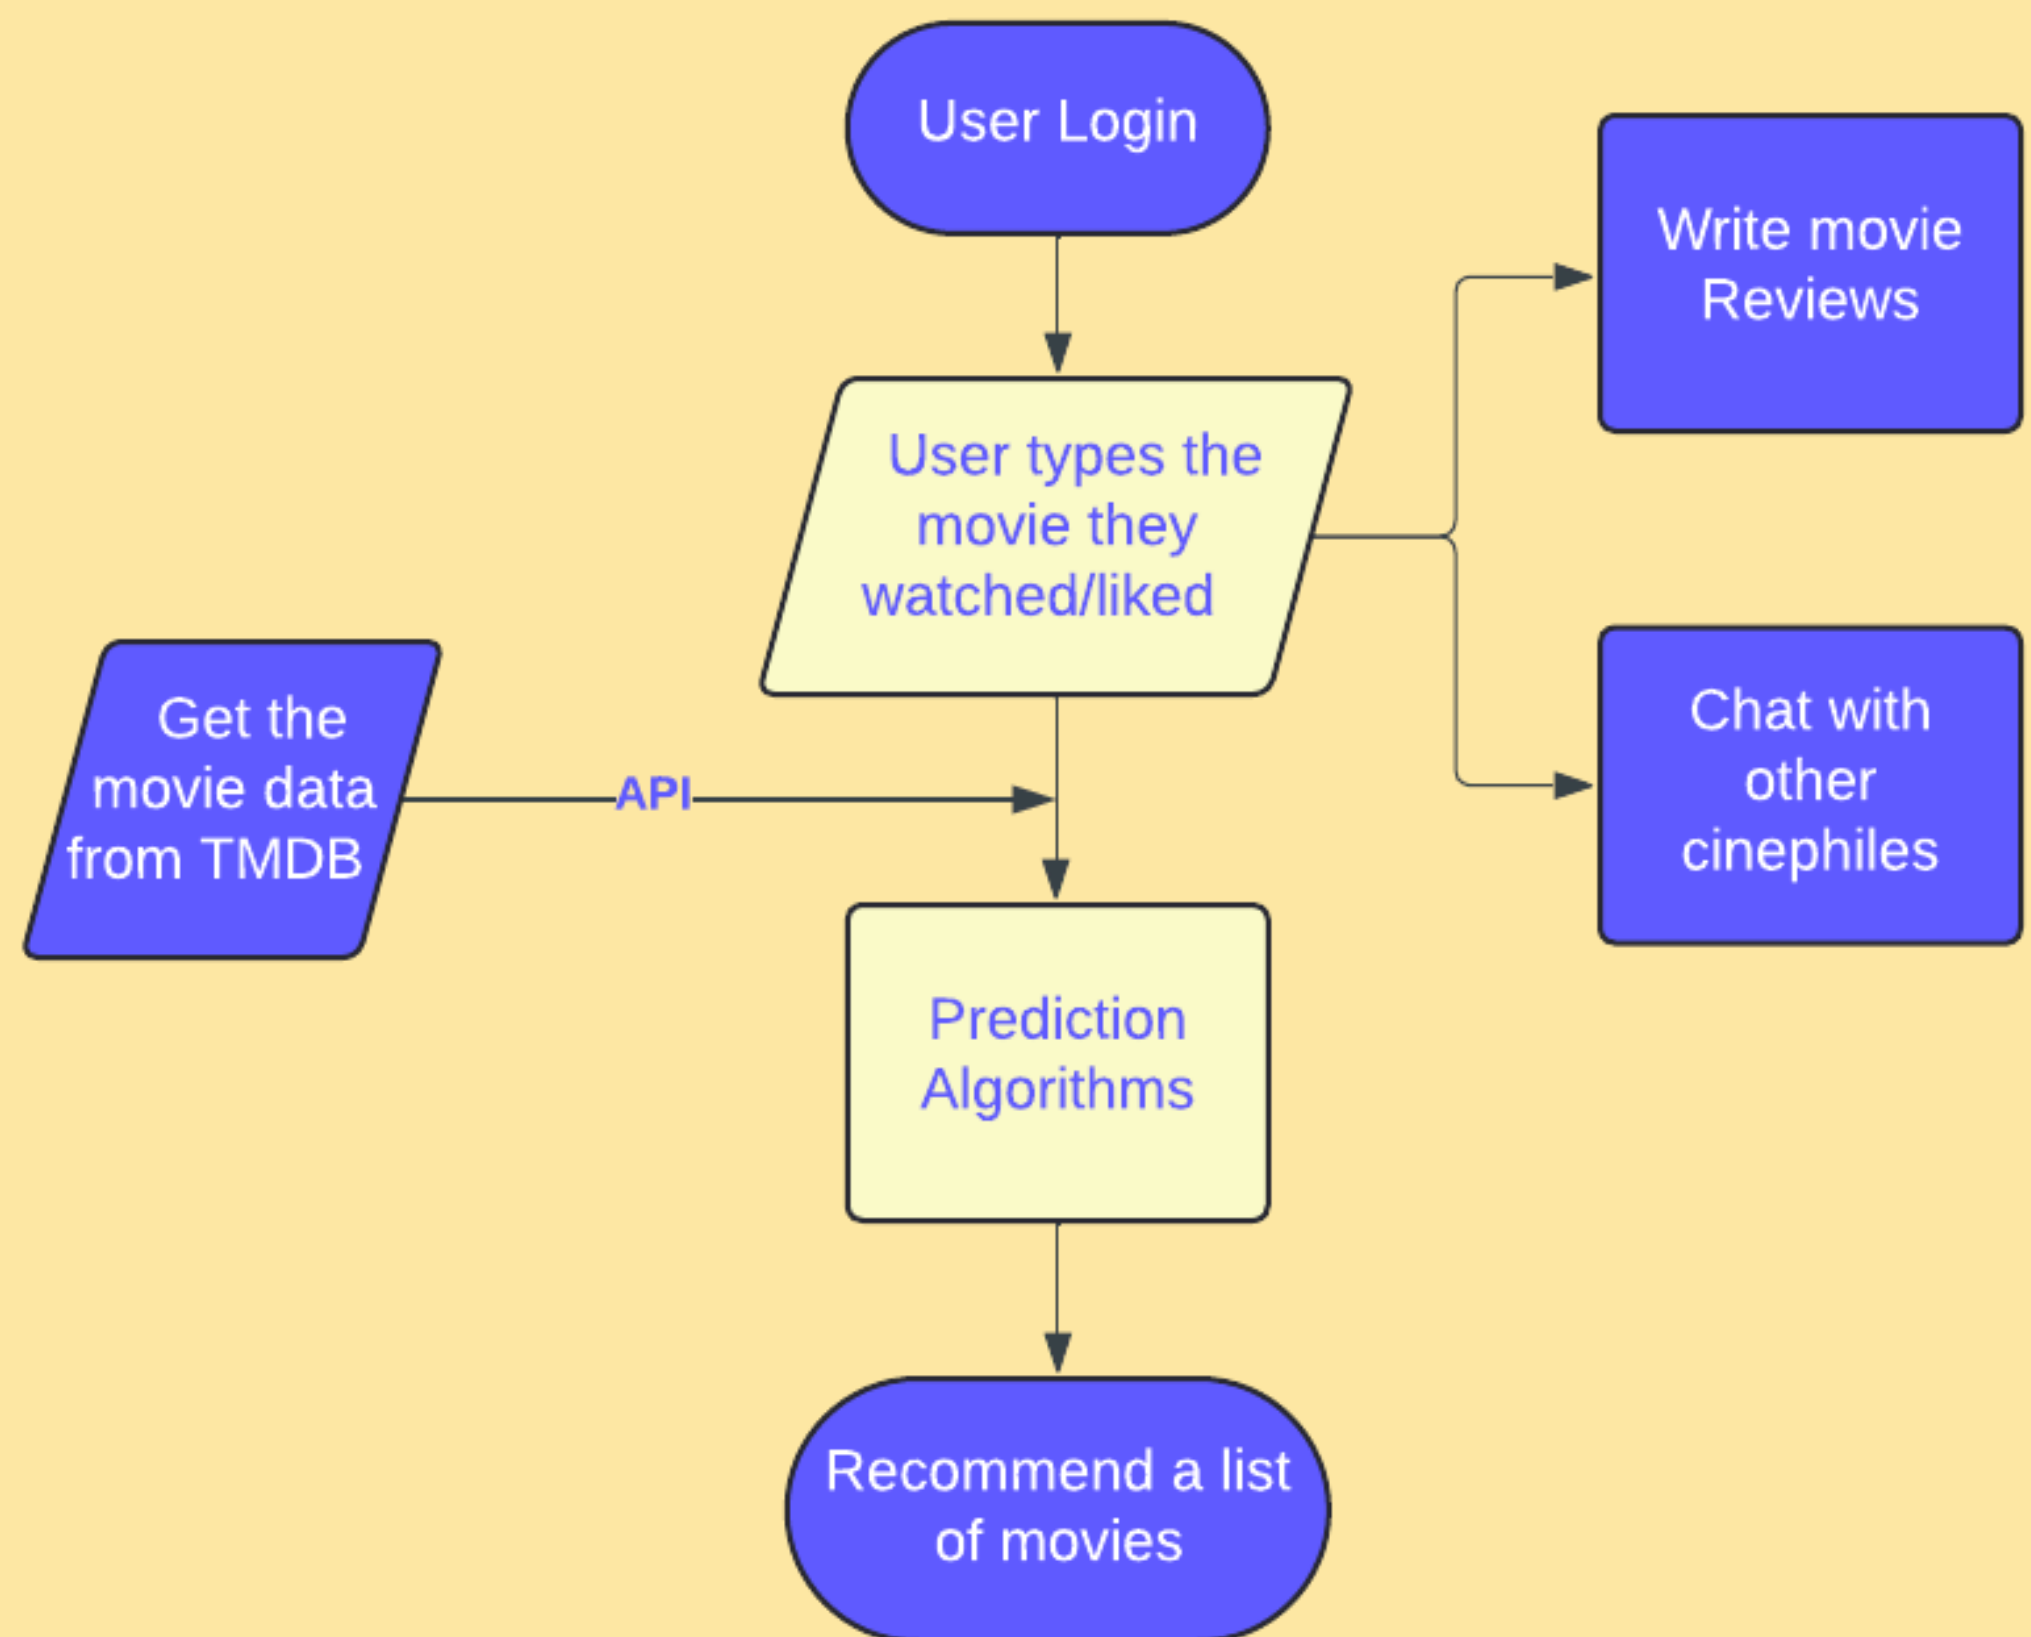 User Login
Write movie
Reviews
User types the
movie they
watched/liked
Get the
movie data
from TMDB
API
Chat with
other
cinephiles
Prediction
Algorithms
Recommend a list
of movies